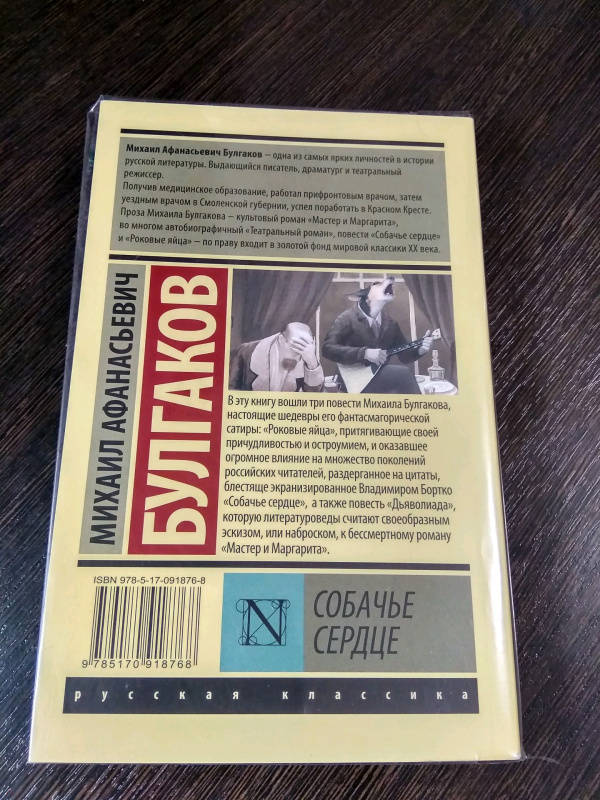 Михаил Афанасьевич Булгаков – одна из самых ярких личностей в истории
русской литературы. Выдающийся писатель, драматург и театральный
режиссер.
Получив медицинское образование, работал прифронтовым врачом, затем
уездным врачом в Смоленской губернии, успел поработать в Красном Кресте.
Проза Михаила Булгакова – культовый роман «Мастер и Маргарита»,
во многом автобиографичный «Театральный роман», повести «Собачье сердце»
и «Роковые яйца» – по праву входит в золотой фонд мировой классики XX века.
МИХАИЛ АФАНАСЬЕВИЧ
БУЛГАКОВ
В эту книгу вошли три повести Михаила Булгакова,
настоящие шедевры его фантасмагорической
сатиры: «Роковые яйца», притягивающие своей
причудливостью и остроумием, и оказавшее
огромное влияние на множество поколений
российских читателей, раздерганное на цитаты,
блестяще экранизированное Владимиром Бортко
«Собачье сердце», а также повесть «Дьяволиада»,
которую литературоведы считают своеобразным
эскизом, или наброском, к бессмертному роману
«Мастер и Маргарита».
ISBN 978-5-17-091876-8
9 785170 918768
N
СОБАЧЬЕ
СЕРДЦЕ
русская классика